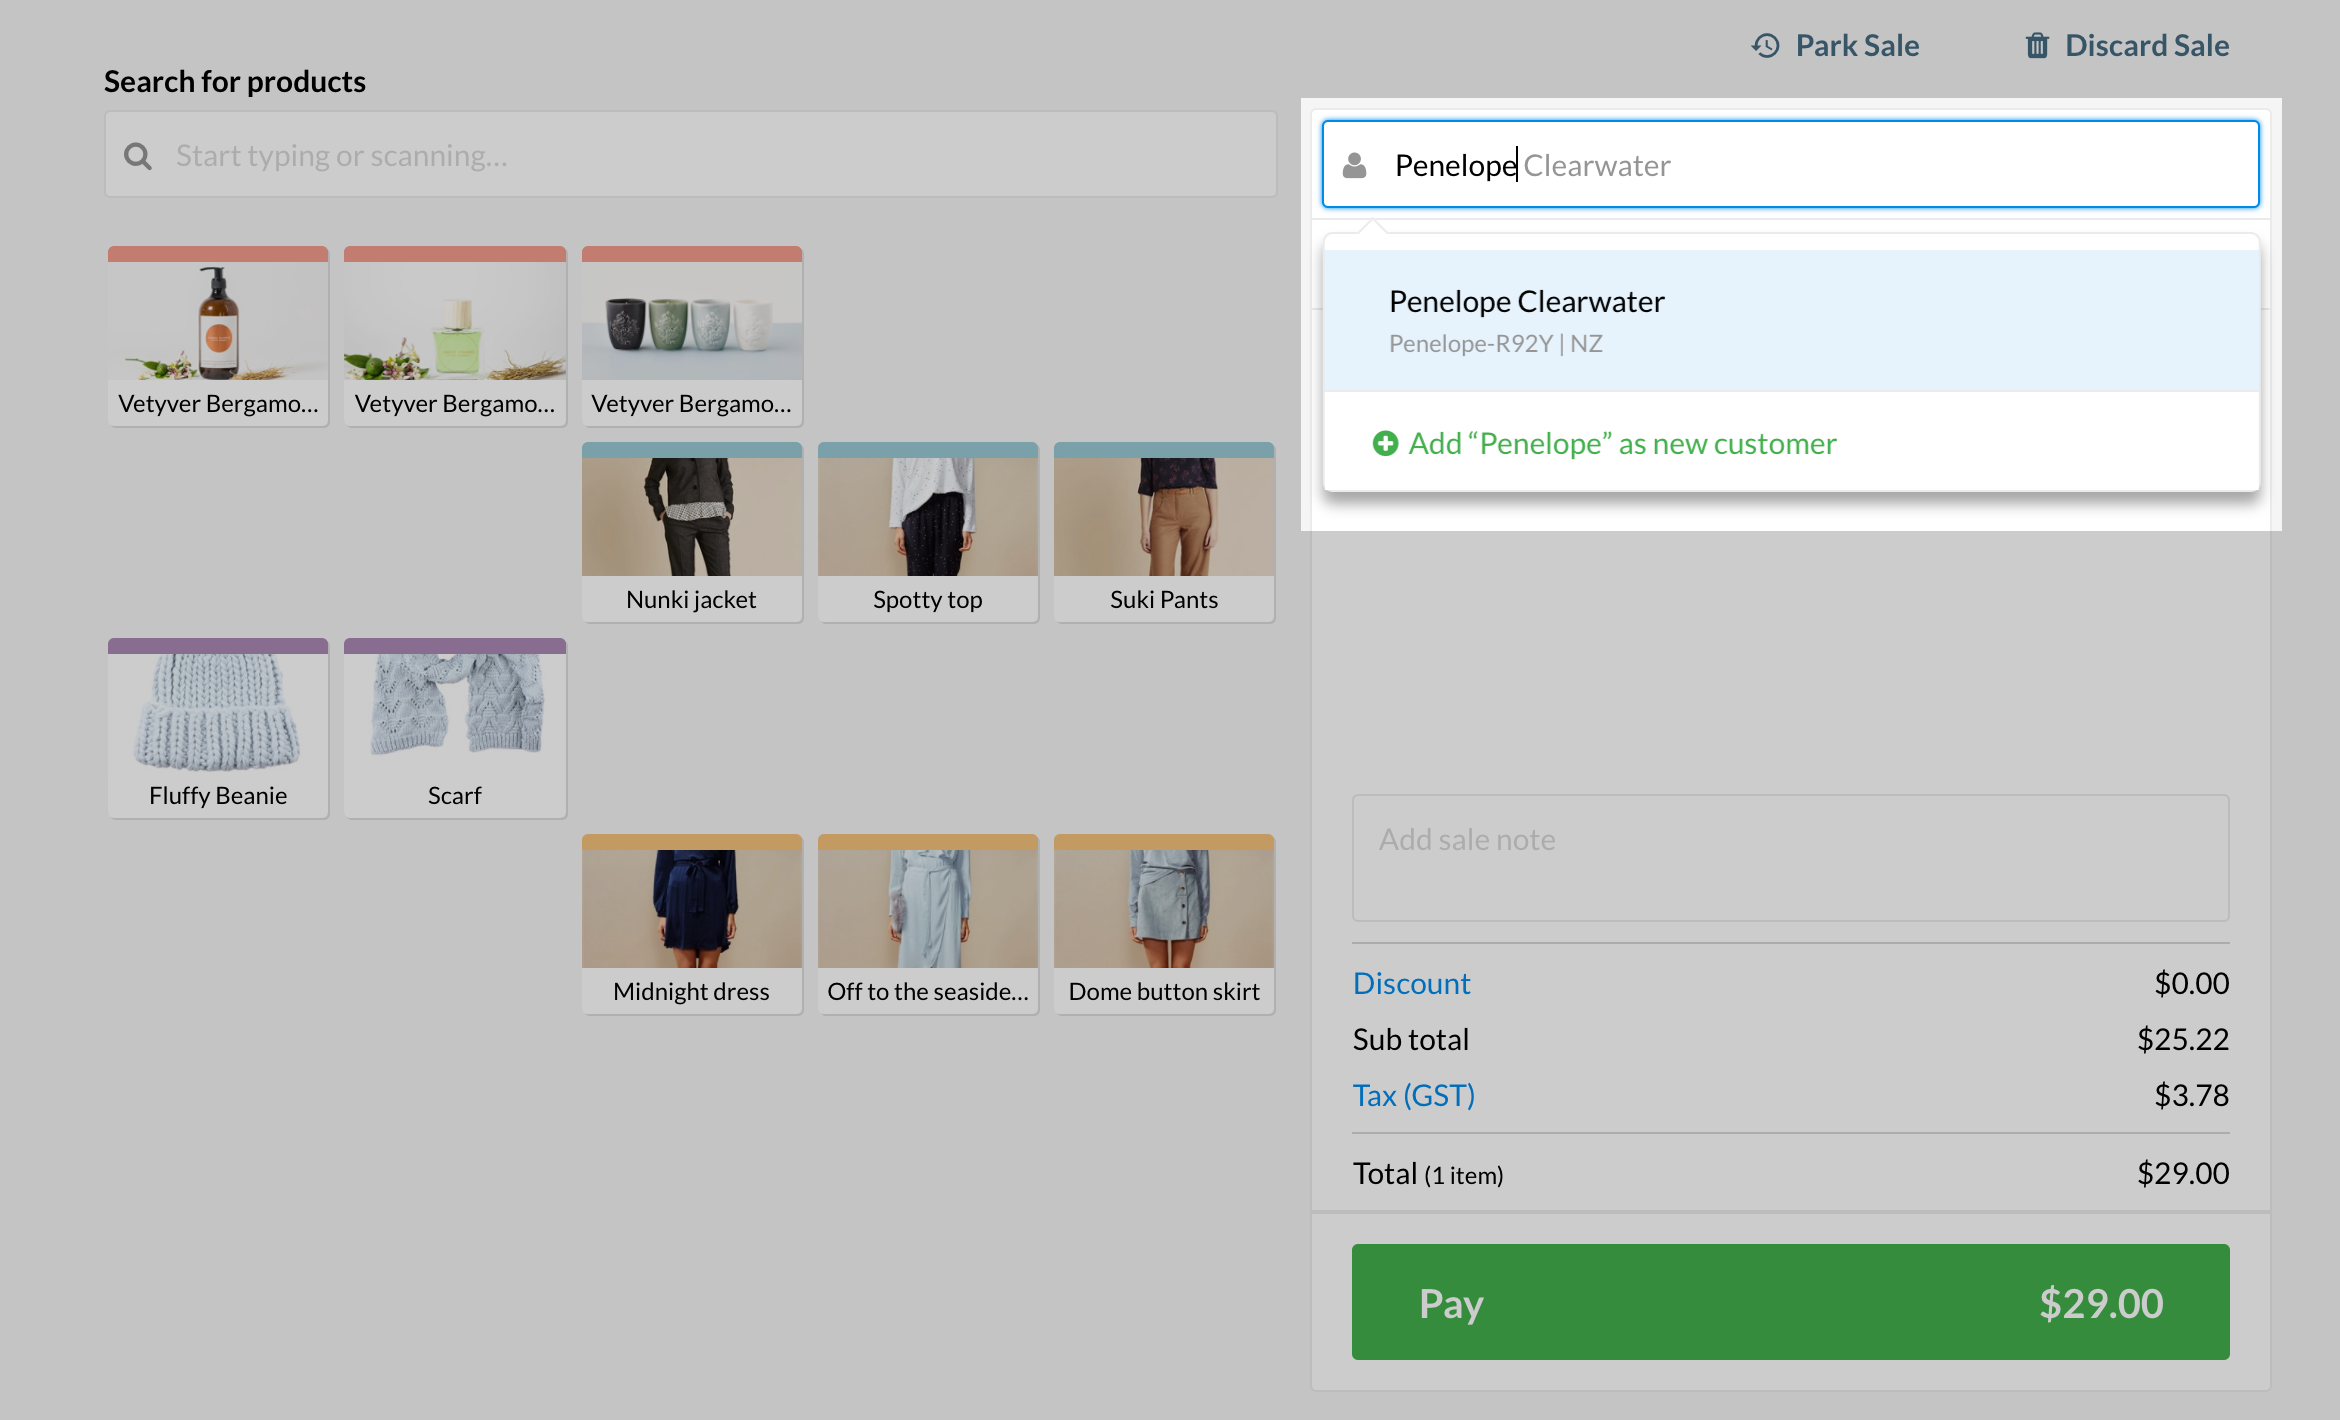 Park Sale
Discard Sale
Search for products
Start typing or scanning...
Penelope Clearwater
Penelope Clearwater
Penelope-R92Y | NZ
Add “Penelope” as new customer
Vetyver Bergamo...
Vetyver Bergamo...
Vetyver Bergamo...
Nunki jacket
Spotty top
Suki Pants
Fluffy Beanie
Scarf
Midnight dress
Off to the seaside...
Dome button skirt
Add sale note
Discount $0.00
Sub total $25.22
Tax (GST) $3.78
Total (1 item) $29.00
Pay $29.00